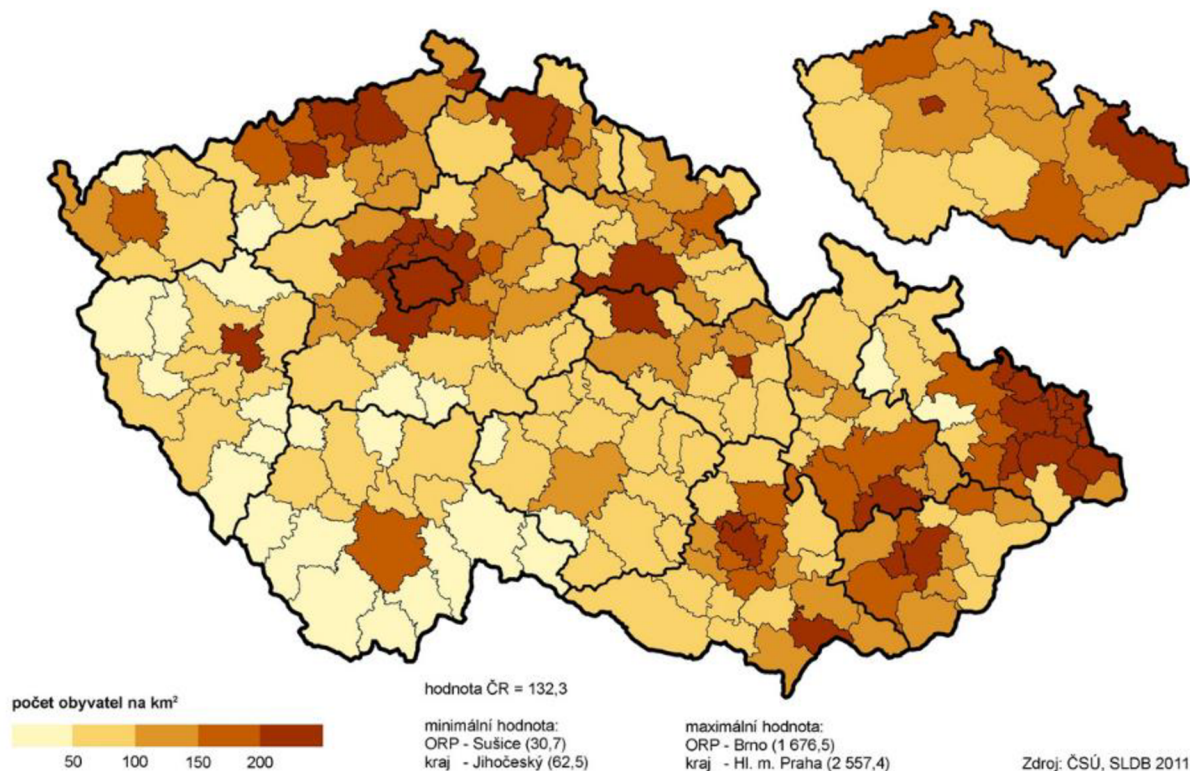 počet obyvatel na km²
50 100 150 200
hodnota ČR = 132,3
minimální hodnota:
ORP - Sušice (30,7)
kraj - Jihočeský (62,5)
maximální hodnota:
ORP - Brno (1 676,5)
kraj - Hl. m. Praha (2 557,4)
Zdroj: ČSÚ, SLDB 2011